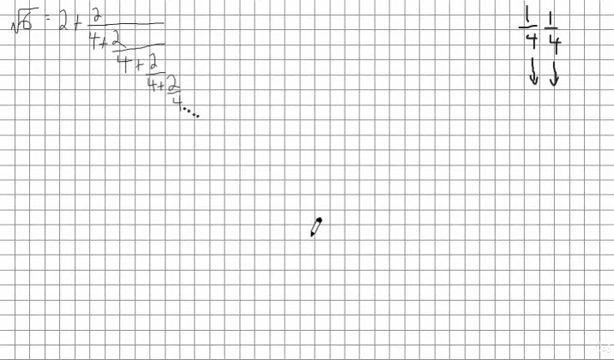 √6 = 2 + 2
4 + 2
4 + 2
4 + 2
4 ....
1 1
4 4
↓ ↓